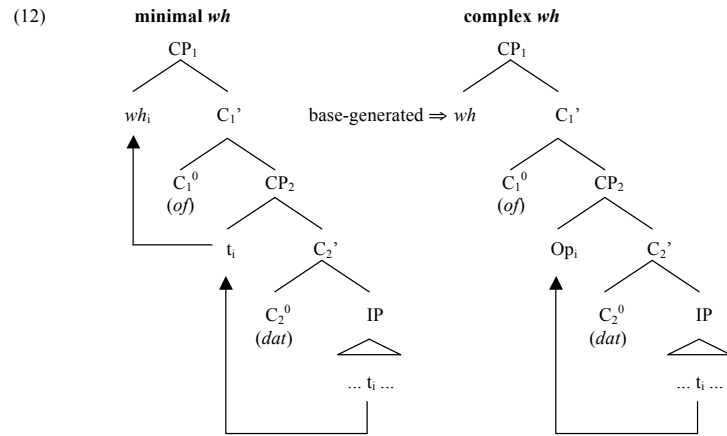 (12) minimal wh complex wh
CP₁ CP₁
whᵢ C₁’ base-generated ⇒ wh C₁’
C₁⁰ CP₂ C₁⁰ CP₂
(of) (of)
tᵢ C₂’ Opᵢ C₂’
C₂⁰ IP C₂⁰ IP
(dat) (dat)
... tᵢ ... ... tᵢ ...